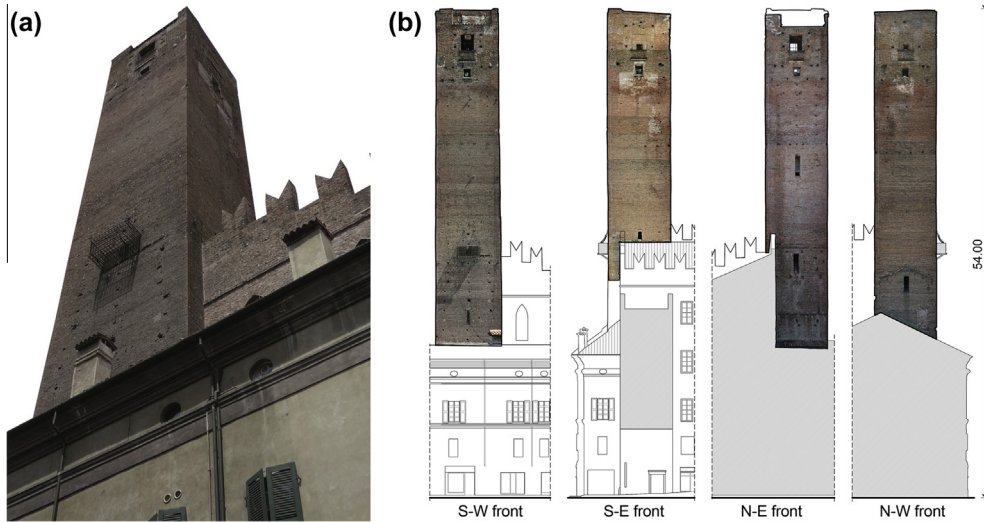 (a)
(b)
54.00
S-W front
S-E front
N-E front
N-W front